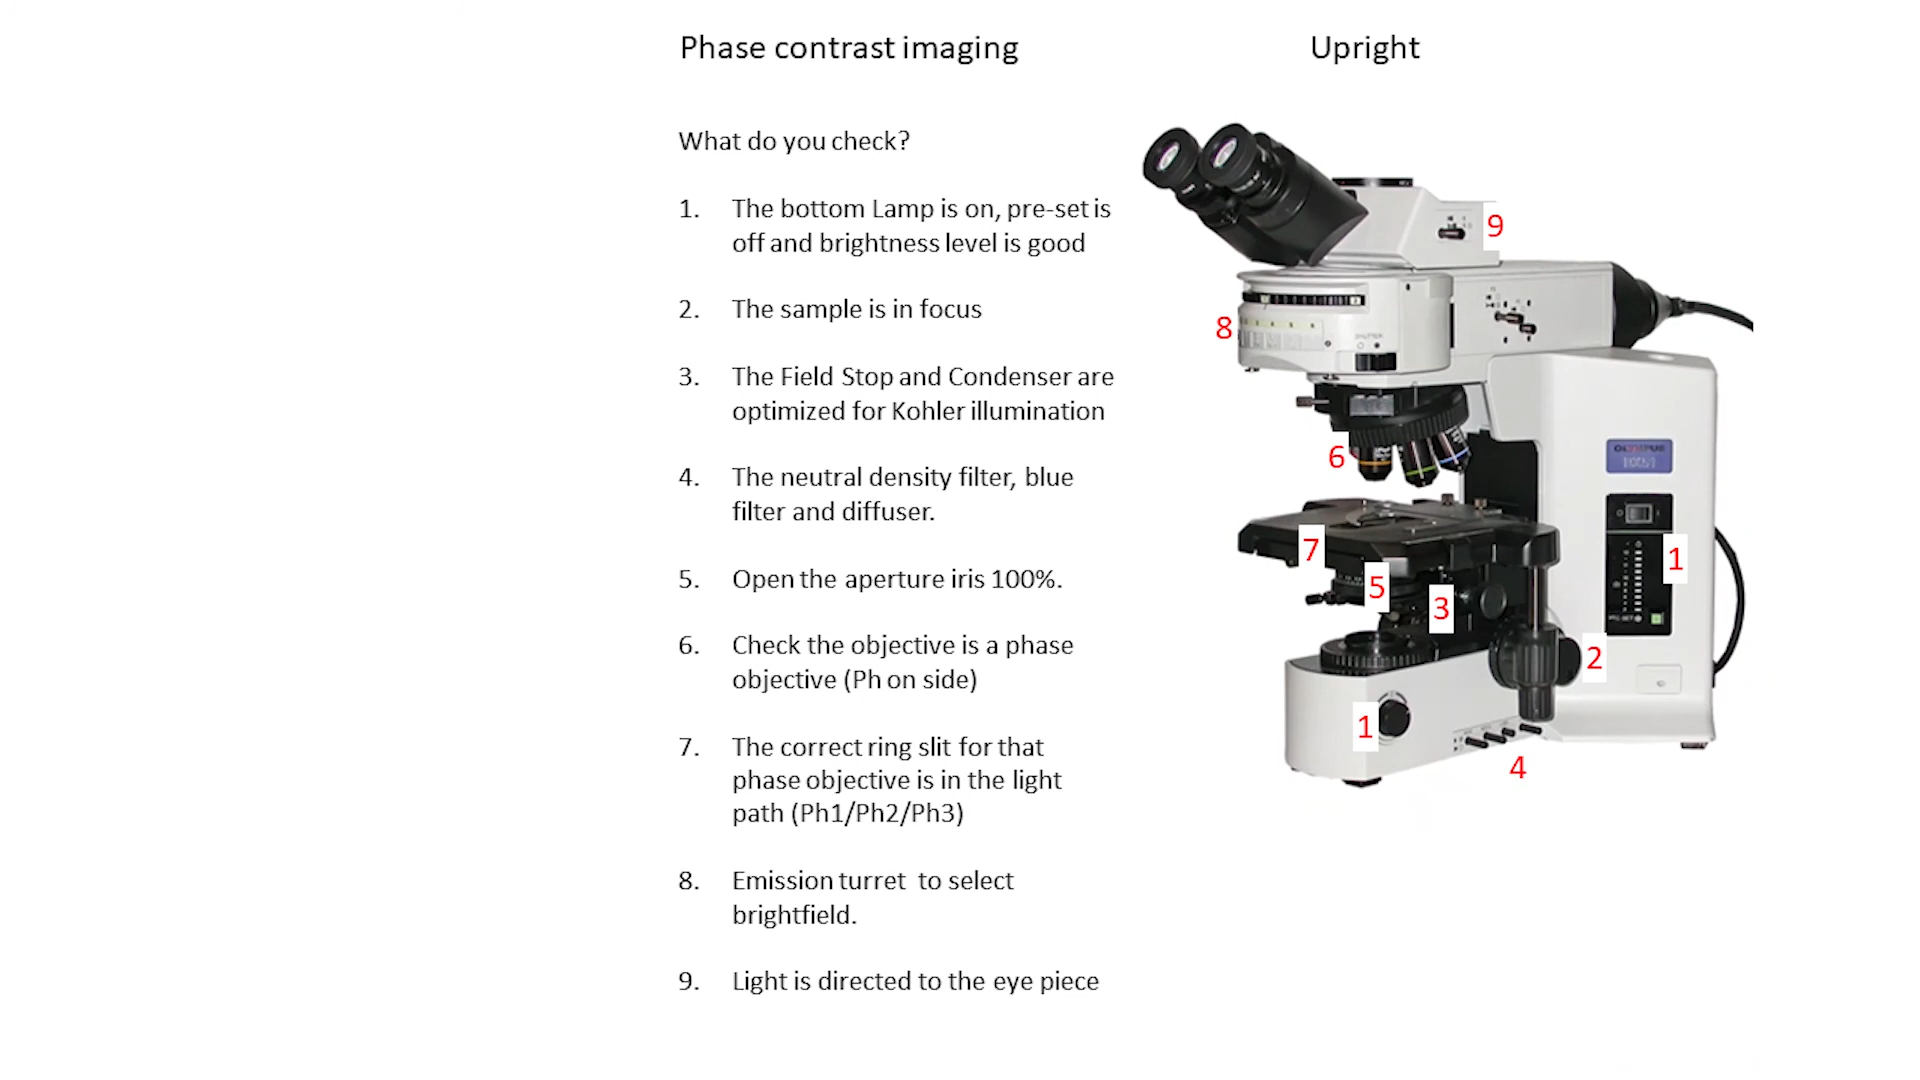 Phase contrast imaging
Upright
What do you check?
1. The bottom Lamp is on, pre-set is
off and brightness level is good
2. The sample is in focus
3. The Field Stop and Condenser are
optimized for Kohler illumination
4. The neutral density filter, blue
filter and diffuser.
5. Open the aperture iris 100%.
6. Check the objective is a phase
objective (Ph on side)
7. The correct ring slit for that
phase objective is in the light
path (Ph1/Ph2/Ph3)
8. Emission turret to select
brightfield.
9. Light is directed to the eye piece
9
8
SHUTTER
6
OLYMPUS
BX51
7
1
5
3
2
1
4